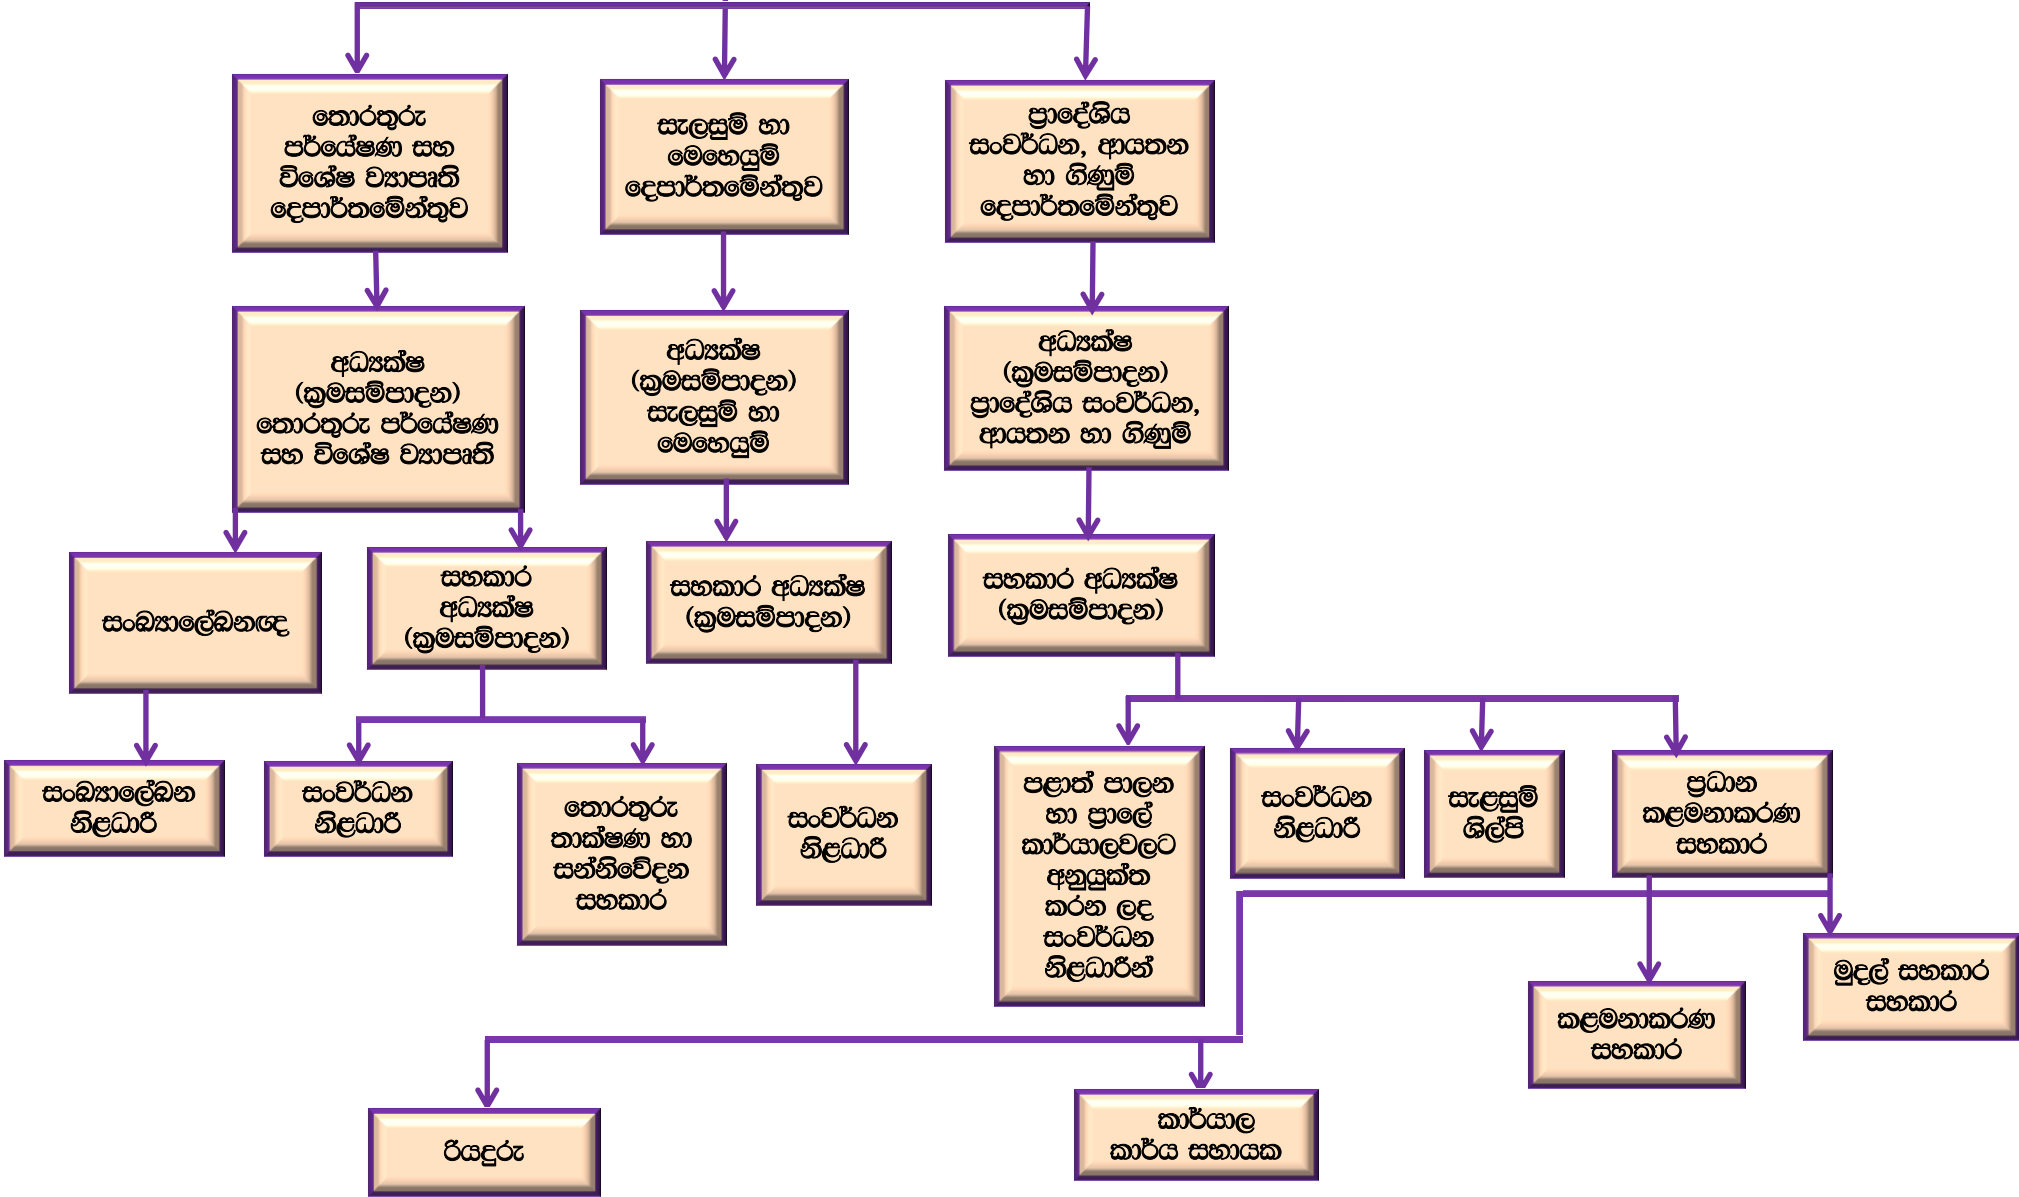 තොරතුරු
පර්යේෂණ සහ
විශේෂ ව්‍යාපෘති
දෙපාර්තමේන්තුව
සැලසුම් හා
මෙහෙයුම්
දෙපාර්තමේන්තුව
ප්‍රාදේශිය
සංවර්ධන, ආයතන
හා ගිණුම්
දෙපාර්තමේන්තුව
අධ්‍යක්ෂ
(ක්‍රමසම්පාදන)
තොරතුරු පර්යේෂණ
සහ විශේෂ ව්‍යාපෘති
අධ්‍යක්ෂ
(ක්‍රමසම්පාදන)
සැලසුම් හා
මෙහෙයුම්
අධ්‍යක්ෂ
(ක්‍රමසම්පාදන)
ප්‍රාදේශිය සංවර්ධන,
ආයතන හා ගිණුම්
සංඛ්‍යාලේඛනඥ
සහකාර
අධ්‍යක්ෂ
(ක්‍රමසම්පාදන)
සහකාර අධ්‍යක්ෂ
(ක්‍රමසම්පාදන)
සහකාර අධ්‍යක්ෂ
(ක්‍රමසම්පාදන)
සංඛ්‍යාලේඛන
නිළධාරී
සංවර්ධන
නිළධාරී
තොරතුරු
තාක්ෂණ හා
සන්නිවේදන
සහකාර
සංවර්ධන
නිළධාරී
පළාත් පාලන
හා ප්‍රාලේ
කාර්යාලවලට
අනුයුක්ත
කරන ලද
සංවර්ධන
නිළධාරීන්
සංවර්ධන
නිළධාරී
සැළසුම්
ශිල්පි
ප්‍රධාන
කළමනාකරණ
සහකාර
මුදල් සහකාර
සහකාර
කළමනාකරණ
සහකාර
රියදුරු
කාර්යාල
කාර්ය සහායක